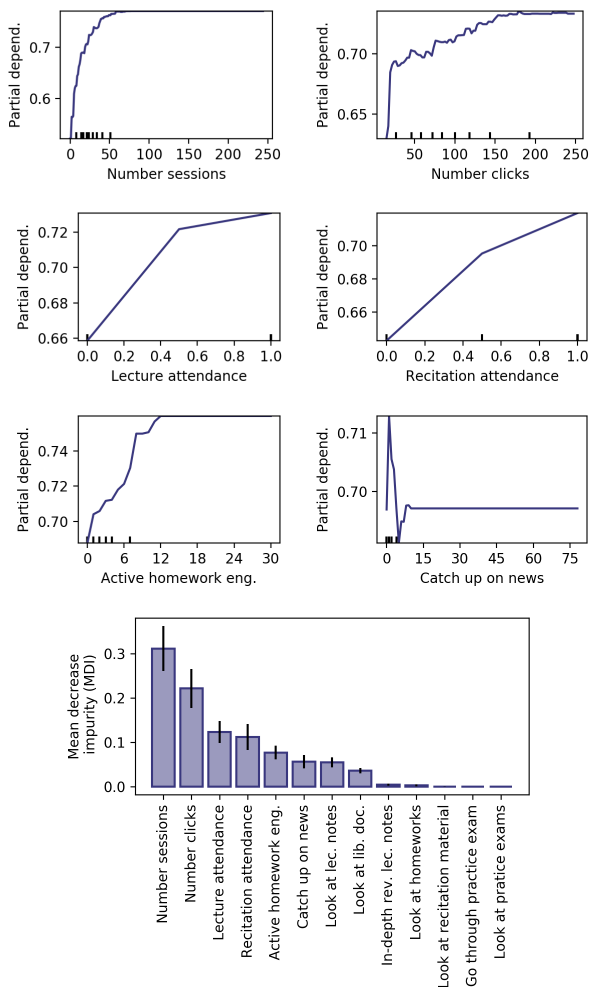 Partial depend.
0.7
0.6
0 50 100 150 200 250
Number sessions
Partial depend.
0.70
0.65
50 100 150 200 250
Number clicks
Partial depend.
0.72
0.70
0.68
0.66
0.0 0.2 0.4 0.6 0.8 1.0
Lecture attendance
Partial depend.
0.70
0.68
0.66
0.0 0.2 0.4 0.6 0.8 1.0
Recitation attendance
Partial depend.
0.74
0.72
0.70
0 6 12 18 24 30
Active homework eng.
Partial depend.
0.71
0.70
0 15 30 45 60 75
Catch up on news
Mean decrease
impurity (MDI)
0.3
0.2
0.1
0.0
Number sessions
Number clicks
Lecture attendance
Recitation attendance
Active homework eng.
Catch up on news
Look at lec. notes
Look at lib. doc.
In-depth rev. lec. notes
Look at homeworks
Look at recitation material
Go through practice exam
Look at pratice exams